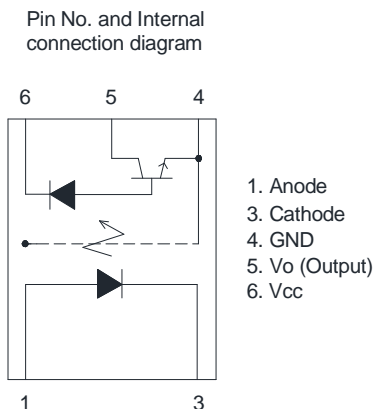 Pin No. and Internal
connection diagram
6 5 4
1. Anode
3. Cathode
4. GND
5. Vo (Output)
6. Vcc
1 3